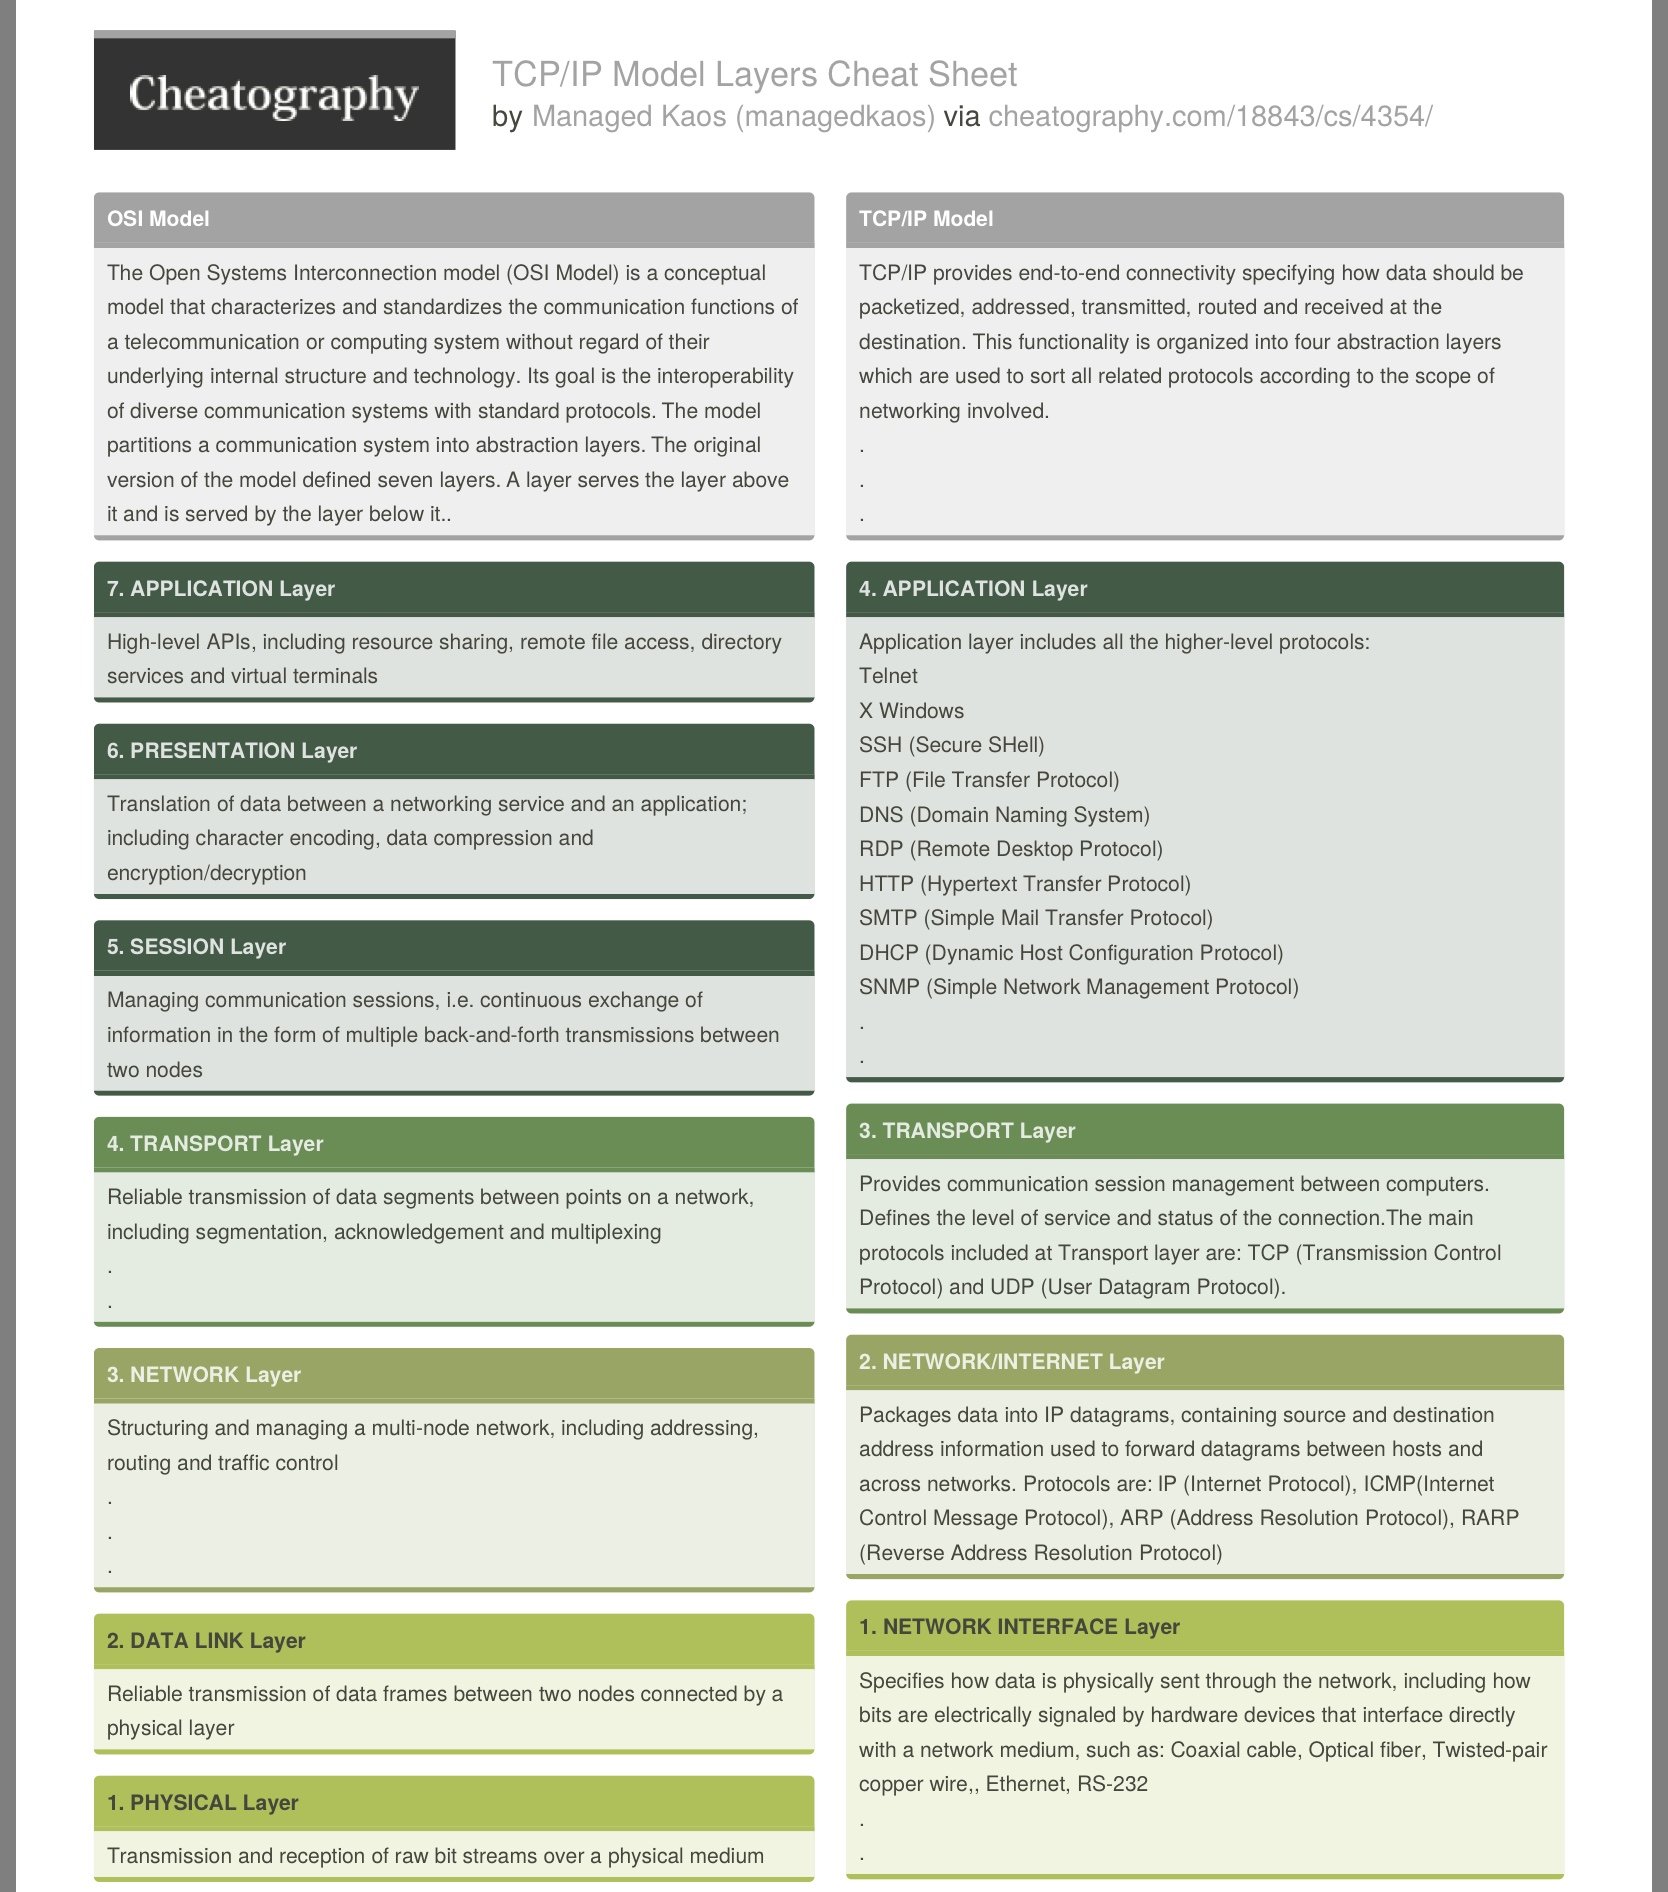 Cheatography
TCP/IP Model Layers Cheat Sheet
by Managed Kaos (managedkaos) via cheatography.com/18843/cs/4354/
OSI Model
The Open Systems Interconnection model (OSI Model) is a conceptual
model that characterizes and standardizes the communication functions of
a telecommunication or computing system without regard of their
underlying internal structure and technology. Its goal is the interoperability
of diverse communication systems with standard protocols. The model
partitions a communication system into abstraction layers. The original
version of the model defined seven layers. A layer serves the layer above
it and is served by the layer below it..
7. APPLICATION Layer
High-level APIs, including resource sharing, remote file access, directory
services and virtual terminals
6. PRESENTATION Layer
Translation of data between a networking service and an application;
including character encoding, data compression and
encryption/decryption
5. SESSION Layer
Managing communication sessions, i.e. continuous exchange of
information in the form of multiple back-and-forth transmissions between
two nodes
4. TRANSPORT Layer
Reliable transmission of data segments between points on a network,
including segmentation, acknowledgement and multiplexing
.
.
3. NETWORK Layer
Structuring and managing a multi-node network, including addressing,
routing and traffic control
.
.
.
2. DATA LINK Layer
Reliable transmission of data frames between two nodes connected by a
physical layer
1. PHYSICAL Layer
Transmission and reception of raw bit streams over a physical medium
TCP/IP Model
TCP/IP provides end-to-end connectivity specifying how data should be
packetized, addressed, transmitted, routed and received at the
destination. This functionality is organized into four abstraction layers
which are used to sort all related protocols according to the scope of
networking involved.
.
.
.
4. APPLICATION Layer
Application layer includes all the higher-level protocols:
Telnet
X Windows
SSH (Secure SHell)
FTP (File Transfer Protocol)
DNS (Domain Naming System)
RDP (Remote Desktop Protocol)
HTTP (Hypertext Transfer Protocol)
SMTP (Simple Mail Transfer Protocol)
DHCP (Dynamic Host Configuration Protocol)
SNMP (Simple Network Management Protocol)
.
.
3. TRANSPORT Layer
Provides communication session management between computers.
Defines the level of service and status of the connection.The main
protocols included at Transport layer are: TCP (Transmission Control
Protocol) and UDP (User Datagram Protocol).
2. NETWORK/INTERNET Layer
Packages data into IP datagrams, containing source and destination
address information used to forward datagrams between hosts and
across networks. Protocols are: IP (Internet Protocol), ICMP(Internet
Control Message Protocol), ARP (Address Resolution Protocol), RARP
(Reverse Address Resolution Protocol)
1. NETWORK INTERFACE Layer
Specifies how data is physically sent through the network, including how
bits are electrically signaled by hardware devices that interface directly
with a network medium, such as: Coaxial cable, Optical fiber, Twisted-pair
copper wire,, Ethernet, RS-232
.
.